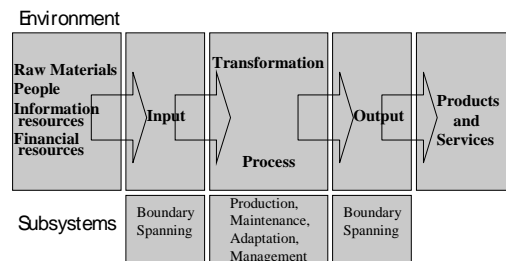 Environment
Raw Materials
People
Information
resources
Financial
resources
Input
Transformation
Process
Output
Products
and
Services
Subsystems
Boundary
Spanning
Production,
Maintenance,
Adaptation,
Management
Boundary
Spanning